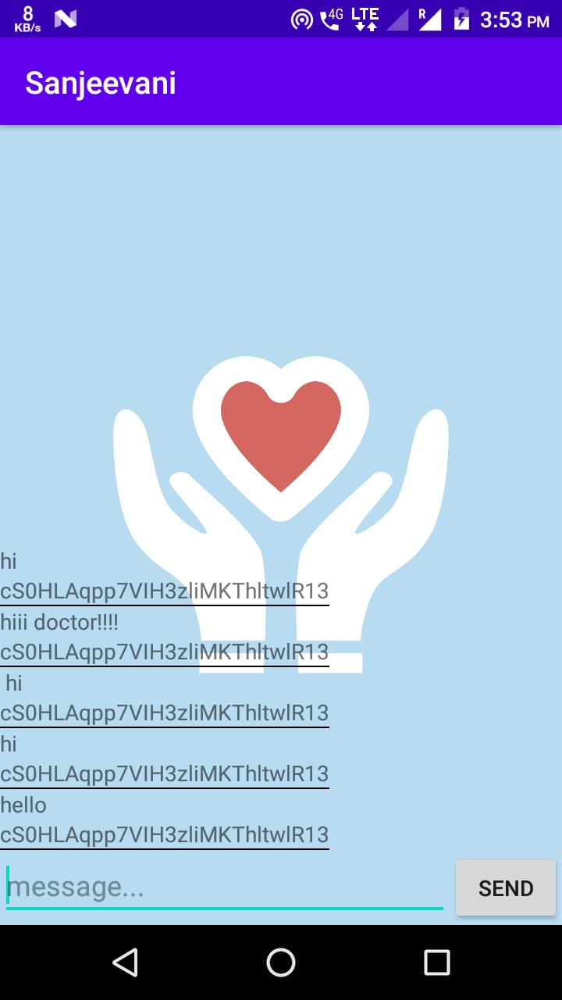 8
KB/s
4G
LTE
R
3:53 PM
Sanjeevani
hi
cS0HLAqpp7VIH3zliMKThltwlR13
hiii doctor!!!!
cS0HLAqpp7VIH3zliMKThltwlR13
hi
cS0HLAqpp7VIH3zliMKThltwlR13
hi
cS0HLAqpp7VIH3zliMKThltwlR13
hello
cS0HLAqpp7VIH3zliMKThltwlR13
message...
SEND